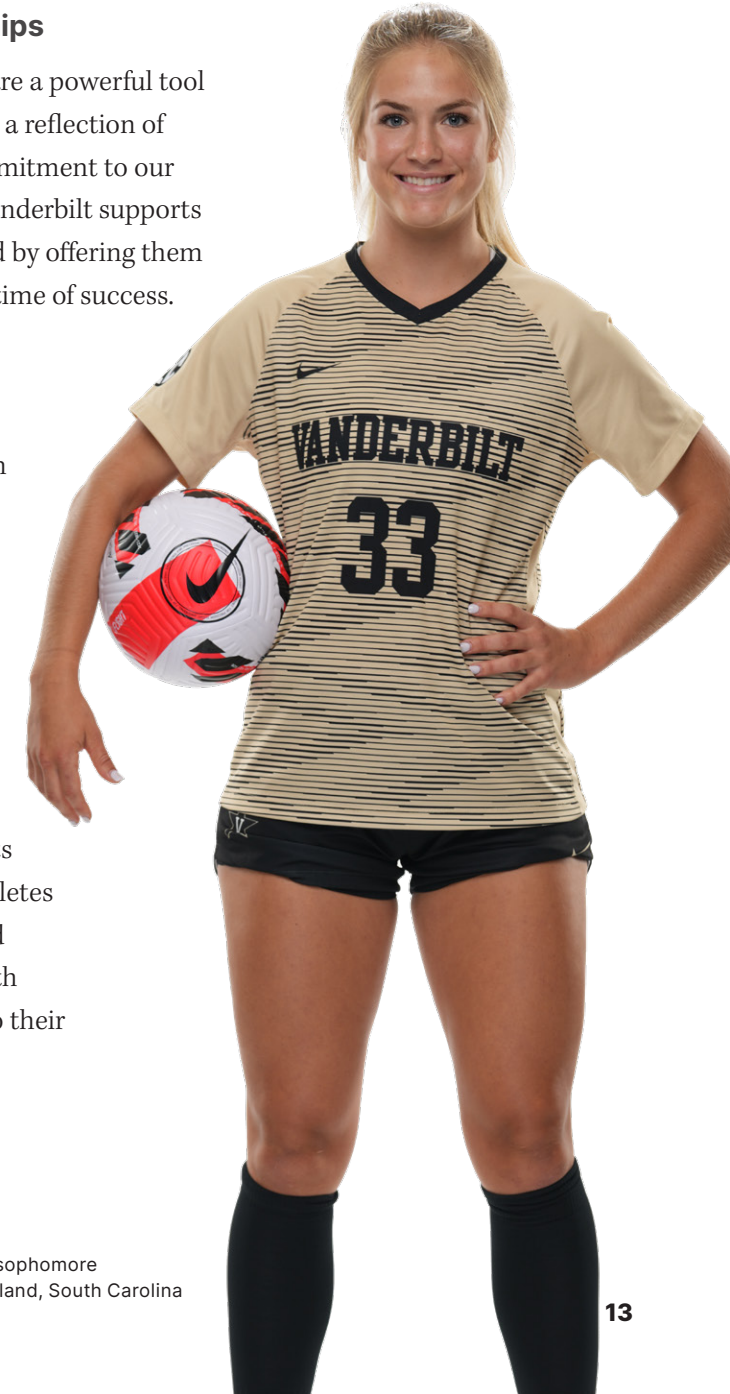 ips
re a powerful tool
a reflection of
mitment to our
nderbilt supports
d by offering them
time of success.
n
VANDERBILT
33
V
s
letes
d
th
o their
sophomore
land, South Carolina
13